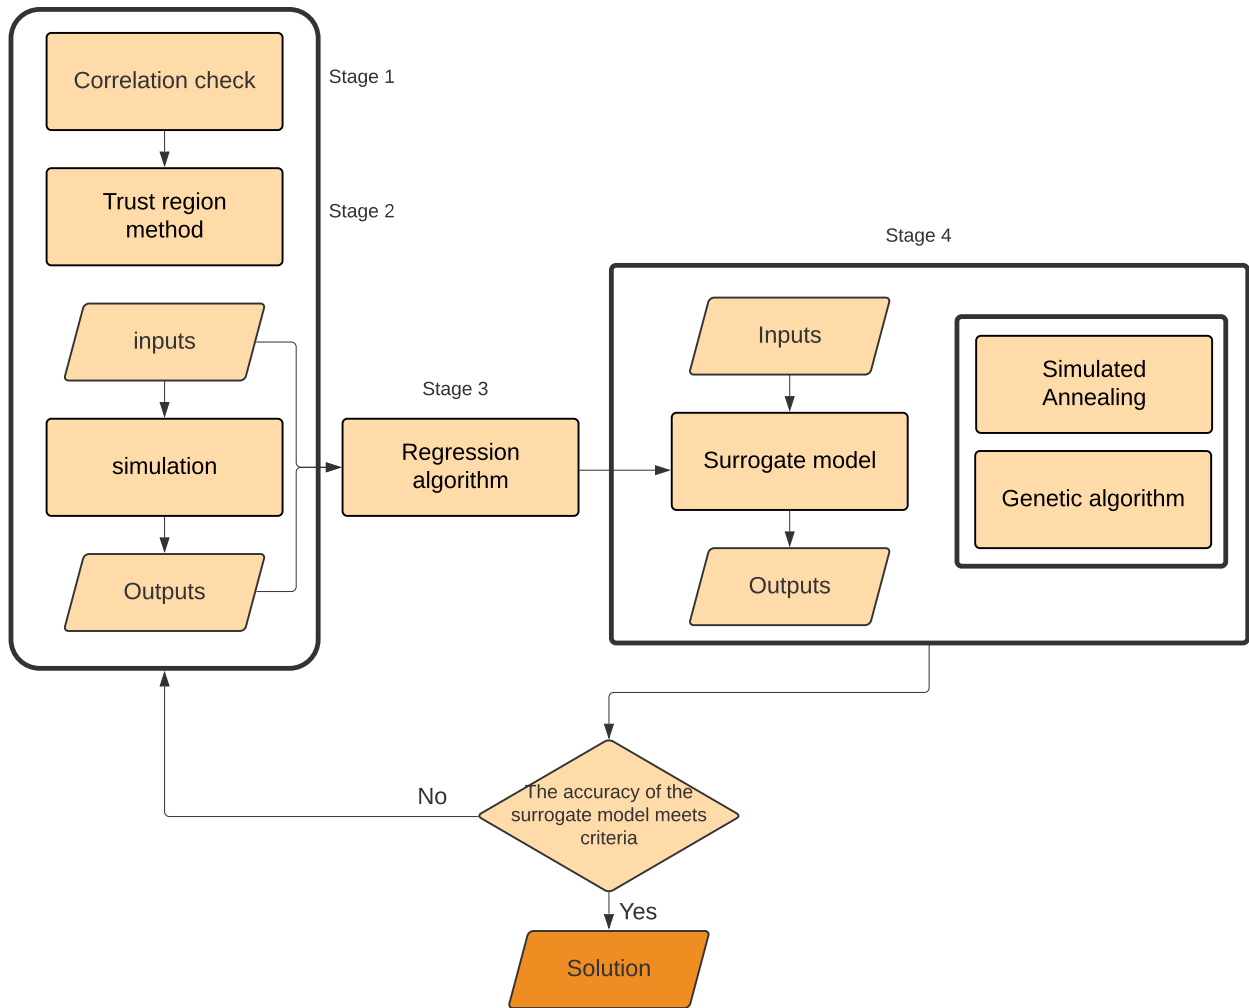 Correlation check
Stage 1
Trust region
method
Stage 2
inputs
simulation
Outputs
Stage 3
Regression
algorithm
Stage 4
Inputs
Surrogate model
Outputs
Simulated
Annealing
Genetic algorithm
The accuracy of the
surrogate model meets
criteria
No
Yes
Solution